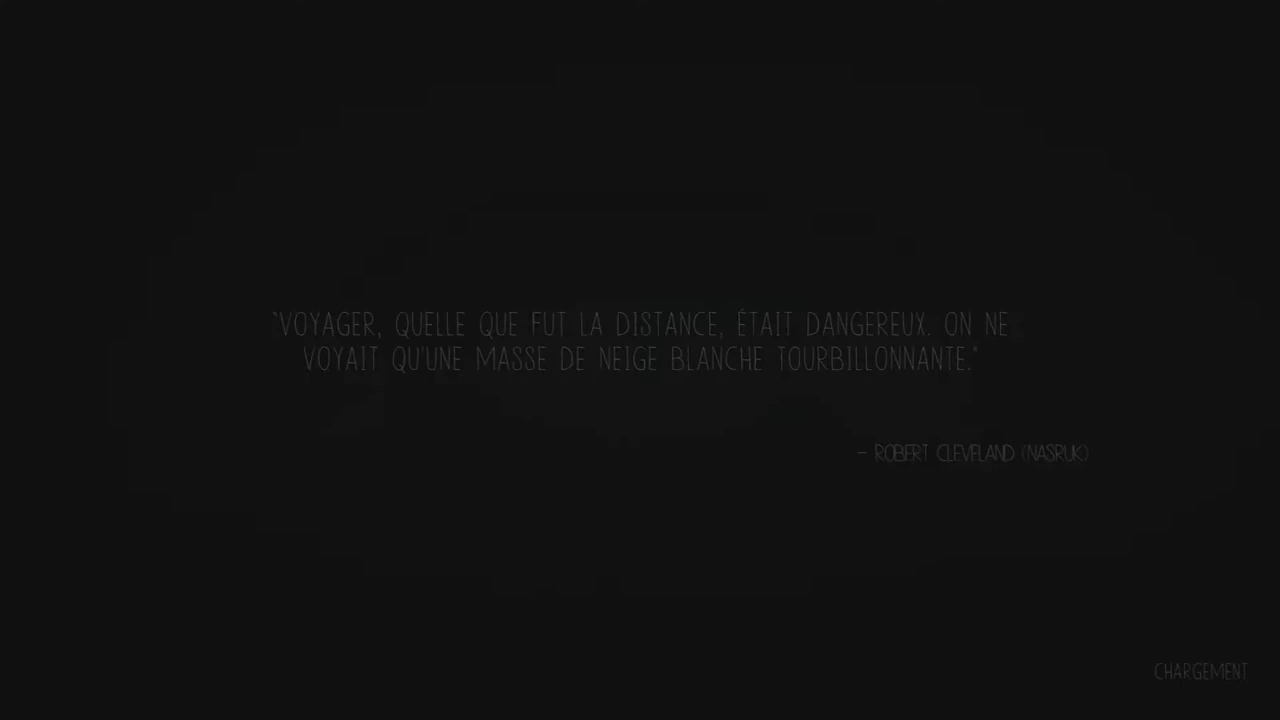 "VOYAGER, QUELLE QUE FUT LA DISTANCE, ÉTAIT DANGEREUX. ON NE
VOYAIT QU'UNE MASSE DE NEIGE BLANCHE TOURBILLONNANTE."
– ROBERT CLEVELAND (NASRUK)
CHARGEMENT